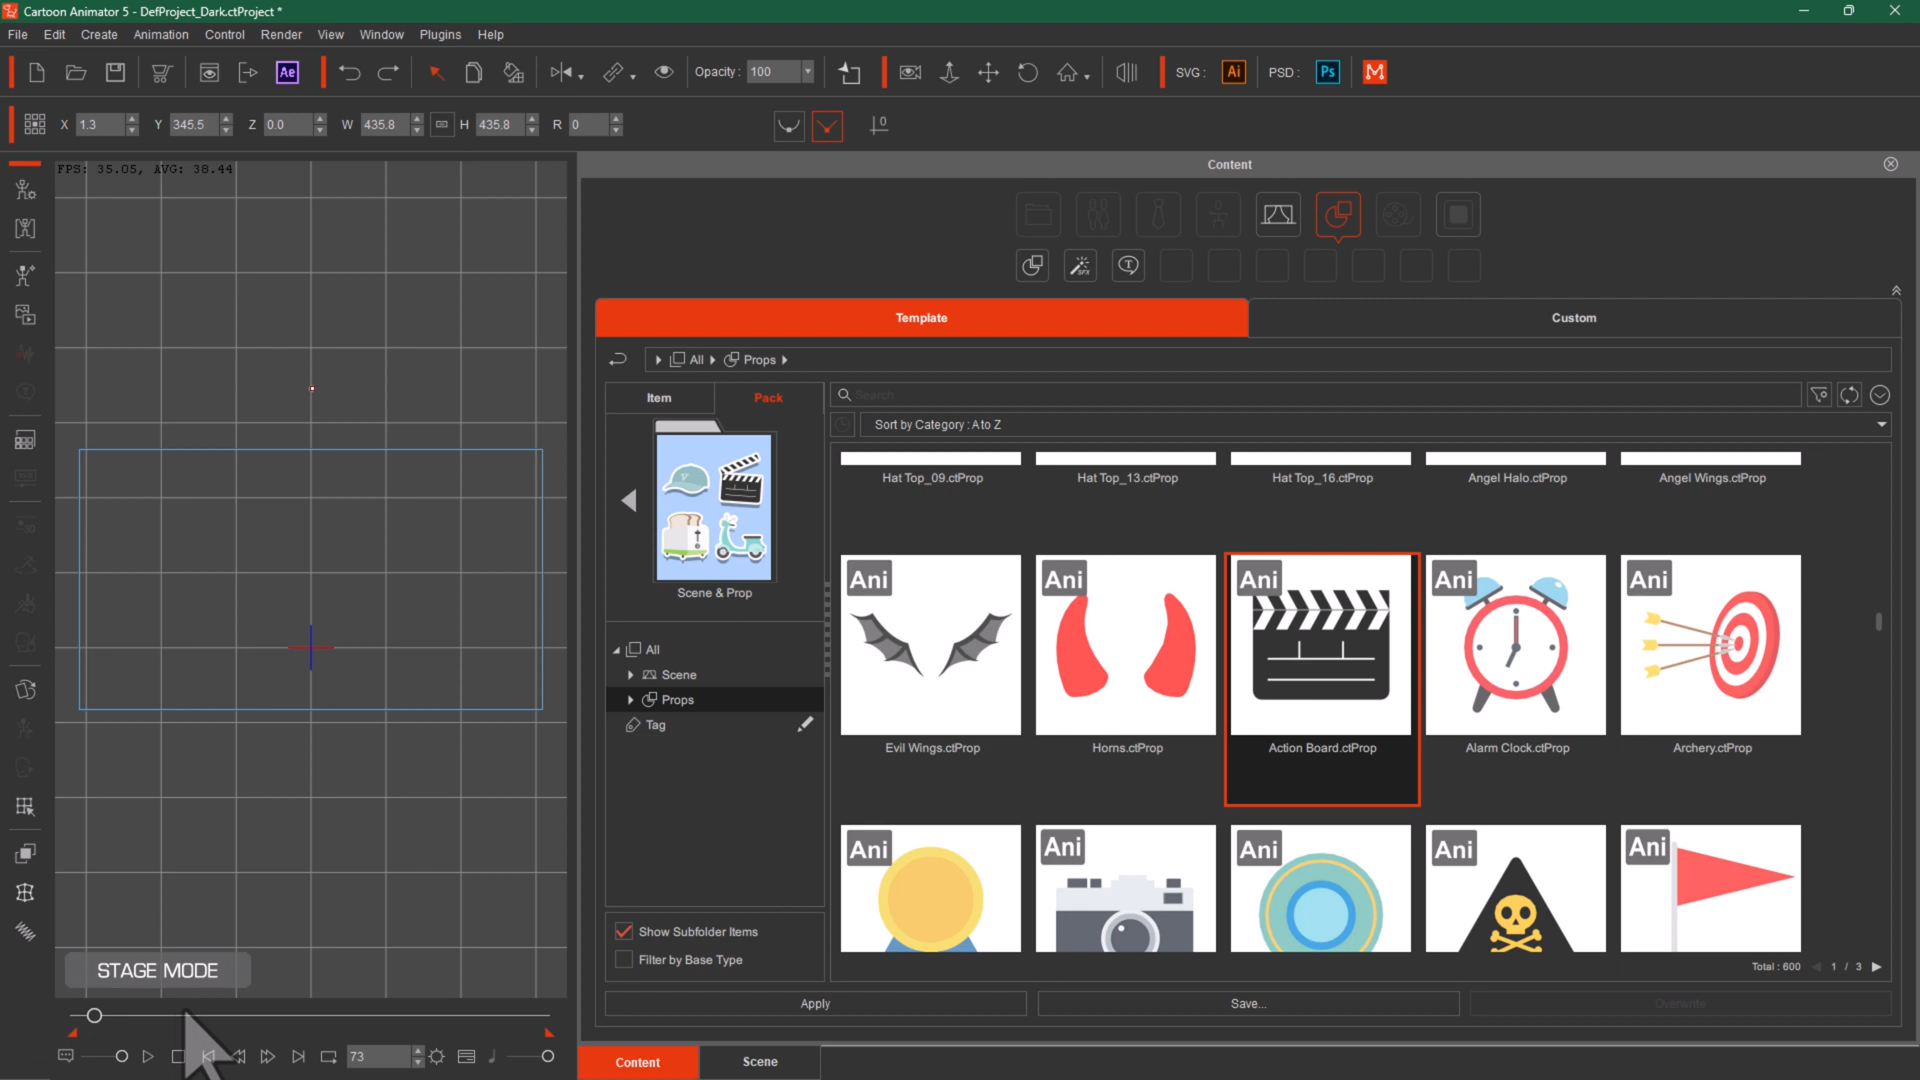 Cartoon Animator 5 - DefProject_Dark.ctProject *
File Edit Create Animation Control Render View Window Plugins Help
Ae Opacity : 100 SVG : Ai PSD : Ps
X 1.3 Y 345.5 Z 0.0 W 435.8 H 435.8 R 0
FPS: 35.05, AVG: 38.44
Content
SFX T
Template Custom
All Props
Item Pack
Search
Sort by Category : A to Z
Scene & Prop
Hat Top_09.ctProp Hat Top_13.ctProp Hat Top_16.ctProp Angel Halo.ctProp Angel Wings.ctProp
Ani Ani Ani Ani Ani
All
Scene
Props
Tag
Evil Wings.ctProp Horns.ctProp Action Board.ctProp Alarm Clock.ctProp Archery.ctProp
Ani Ani Ani Ani Ani
Show Subfolder Items
Filter by Base Type
Total : 600 1 / 3
STAGE MODE
Apply Save... Overwrite
73
Content Scene